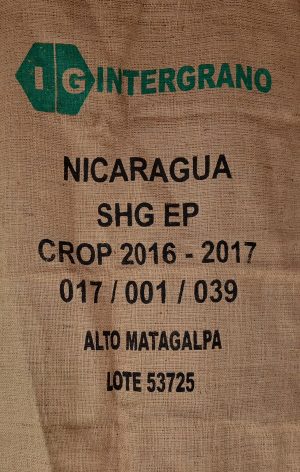 IG INTERGRANO
NICARAGUA
SHG EP
CROP 2016 - 2017
017 / 001 / 039
ALTO MATAGALPA
LOTE 53725